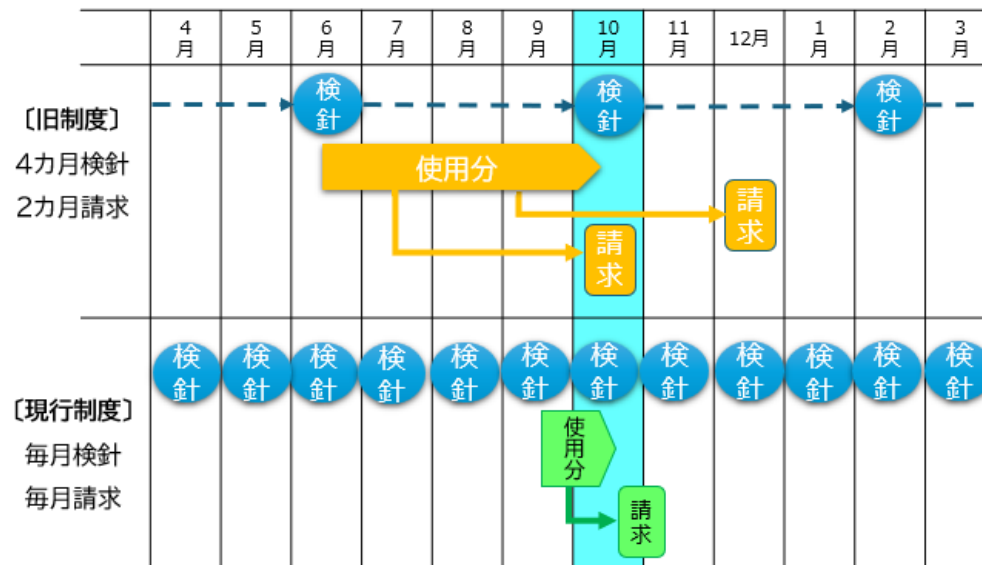 4月 5月 6月 7月 8月 9月 10月 11月 12月 1月 2月 3月
検針 検針 検針
〔旧制度〕
4カ月検針
2カ月請求
使用分
請求
請求
検針 検針 検針 検針 検針 検針 検針 検針 検針 検針 検針 検針
〔現行制度〕
毎月検針
毎月請求
使用分
請求